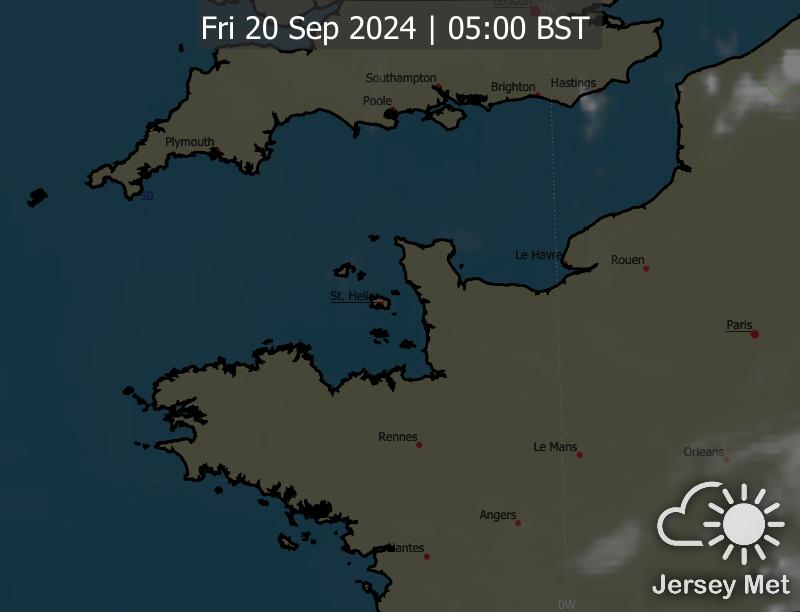 London
0W
Fri 20 Sep 2024 | 05:00 BST
Southampton
Brighton
Hastings
Poole
Plymouth
50
Le Havre
Rouen
St. Helier
Paris
Rennes
Le Mans
Orleans
Angers
Nantes
Jersey Met
0W